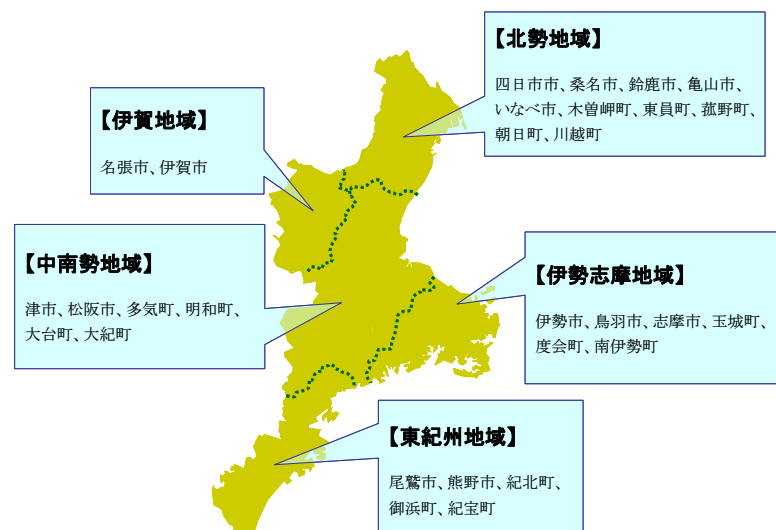 【北勢地域】
四日市市、桑名市、鈴鹿市、亀山市、
いなべ市、木曽岬町、東員町、菰野町、
朝日町、川越町
【伊賀地域】
名張市、伊賀市
【中南勢地域】
津市、松阪市、多気町、明和町、
大台町、大紀町
【伊勢志摩地域】
伊勢市、鳥羽市、志摩市、玉城町、
度会町、南伊勢町
【東紀州地域】
尾鷲市、熊野市、紀北町、
御浜町、紀宝町